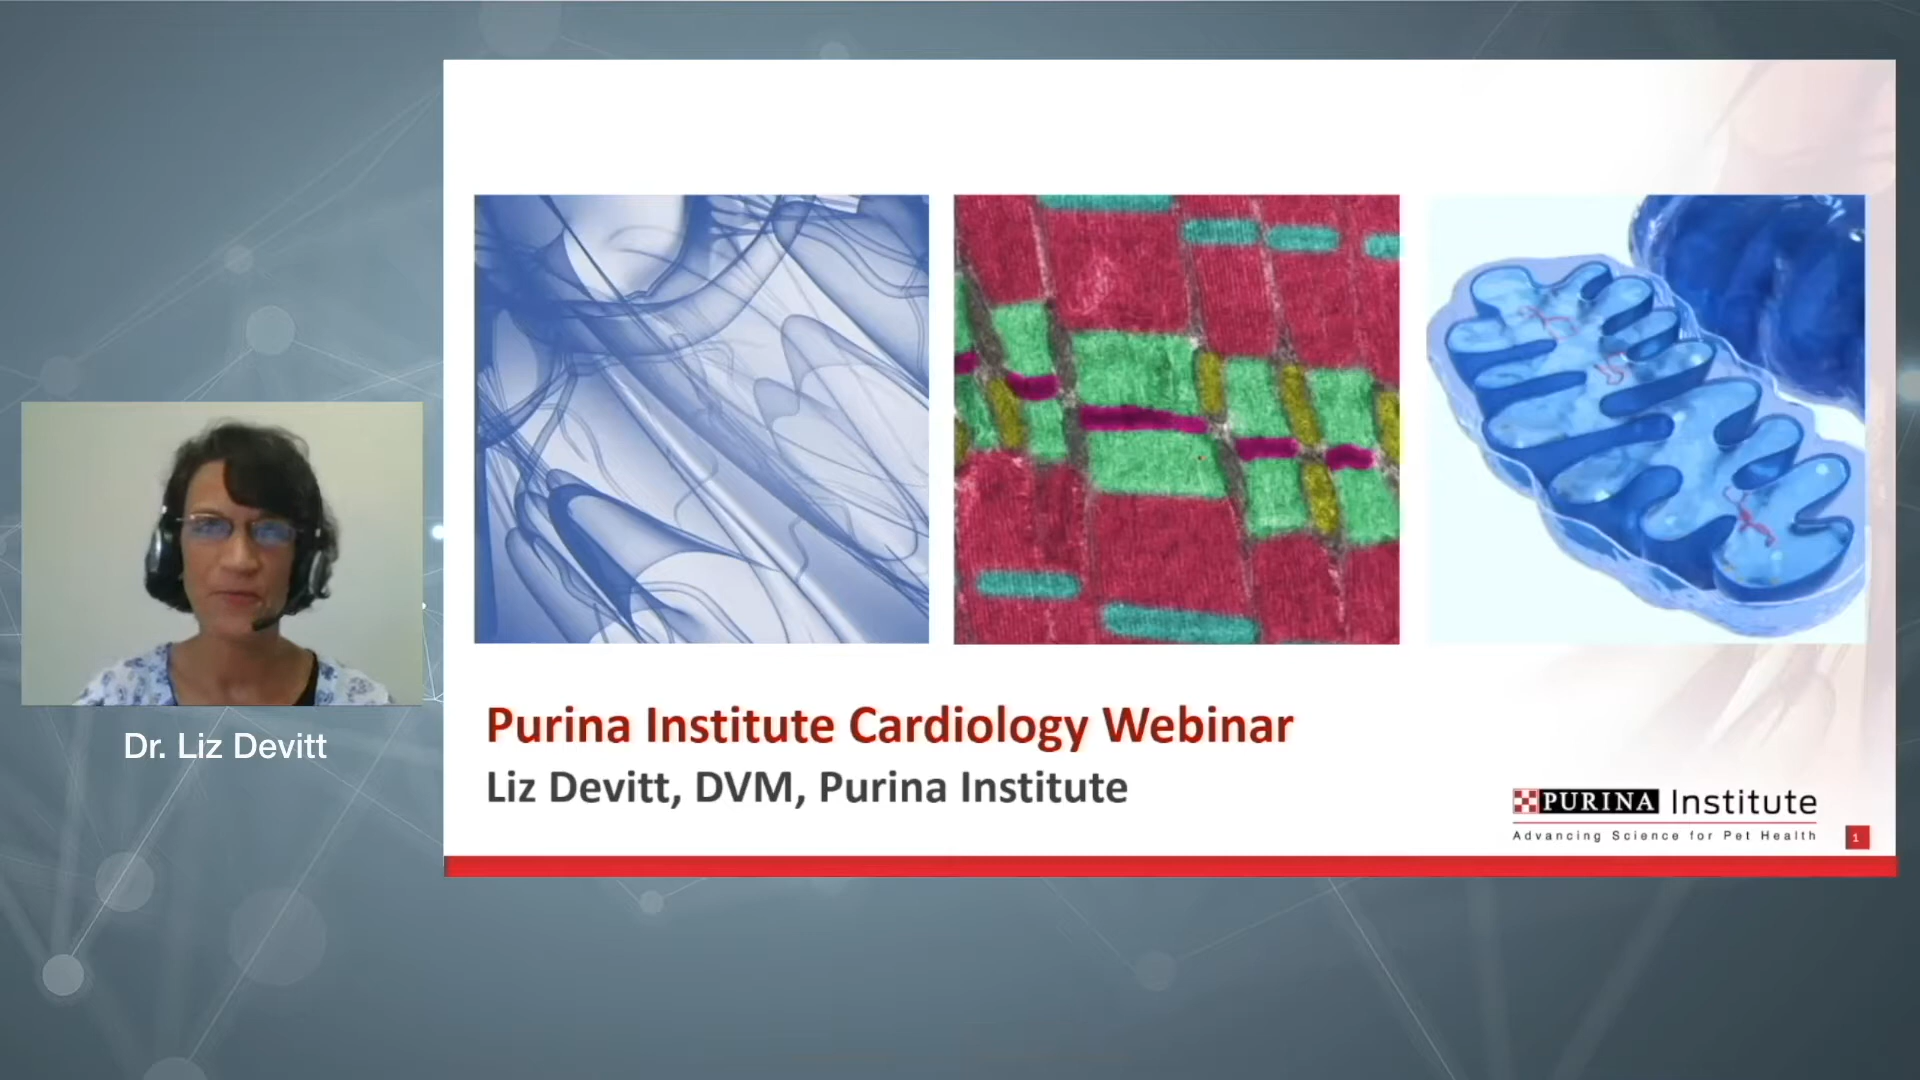 Dr. Liz Devitt
Purina Institute Cardiology Webinar
Liz Devitt, DVM, Purina Institute
PURINA Institute
Advancing Science for Pet Health
1